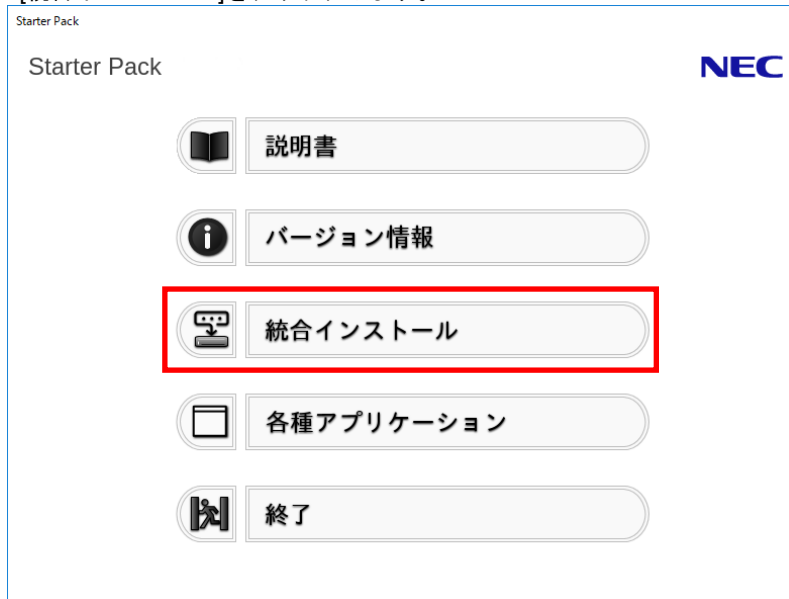 Starter Pack
Starter Pack
NEC
説明書
バージョン情報
統合インストール
各種アプリケーション
終了